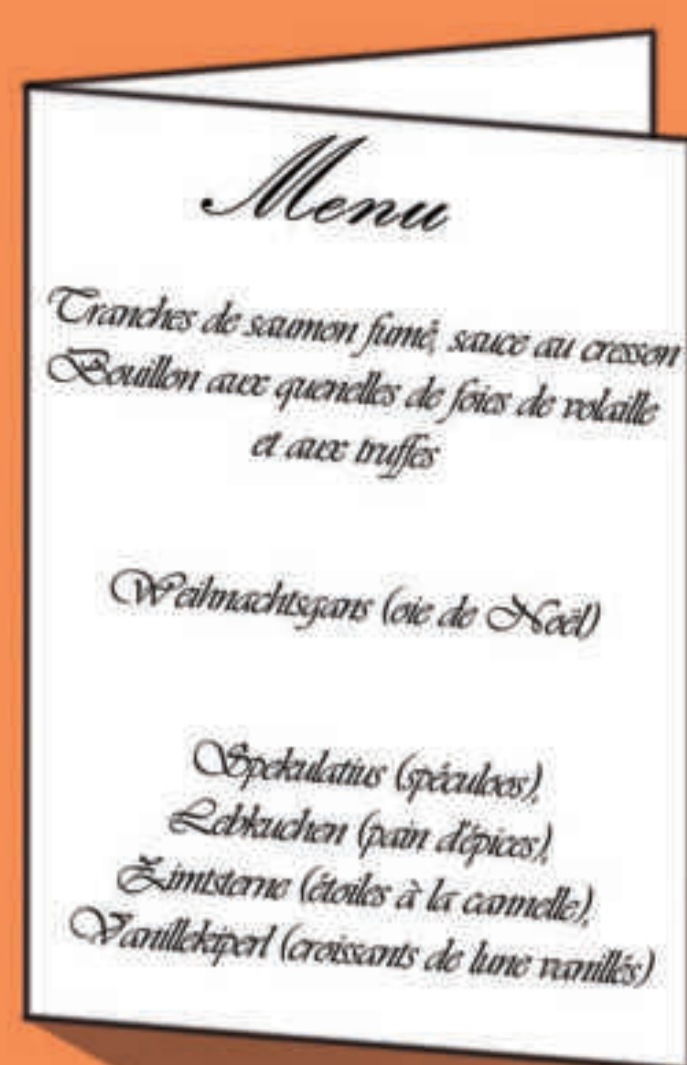 Menu
Tranches de saumon fumé, sauce au cresson
Bouillon aux quenelles de foies de volaille
et aux truffes
Weihnachtsgans (oie de Noël)
Spekulatius (spéculoos),
Lebkuchen (pain d'épices),
Zimtsterne (étoiles à la cannelle),
Vanillekiperl (croissants de lune vanillés)